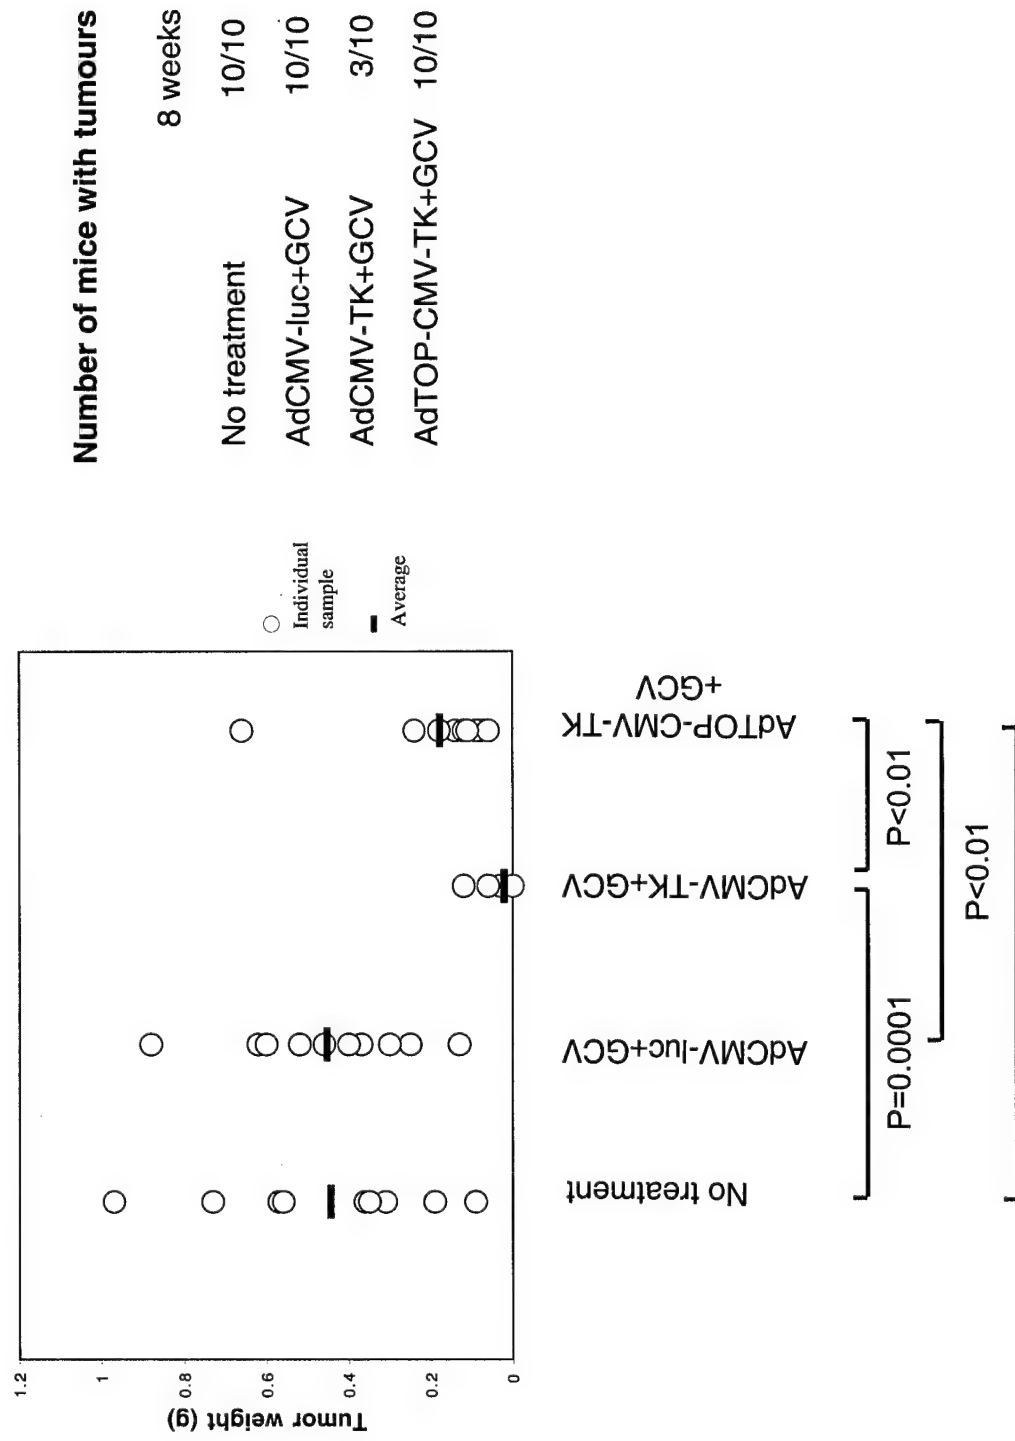 Number of mice with tumours
8 weeks
No treatment 10/10
AdCMV-luc+GCV 10/10
AdCMV-TK+GCV 3/10
AdTOP-CMV-TK+GCV 10/10
Individual
sample
Average
1.2
1
0.8
0.6
0.4
0.2
0
Tumor weight (g)
No treatment
AdCMV-luc+GCV
AdCMV-TK+GCV
AdTOP-CMV-TK
+GCV
P=0.0001
P<0.01
P<0.01